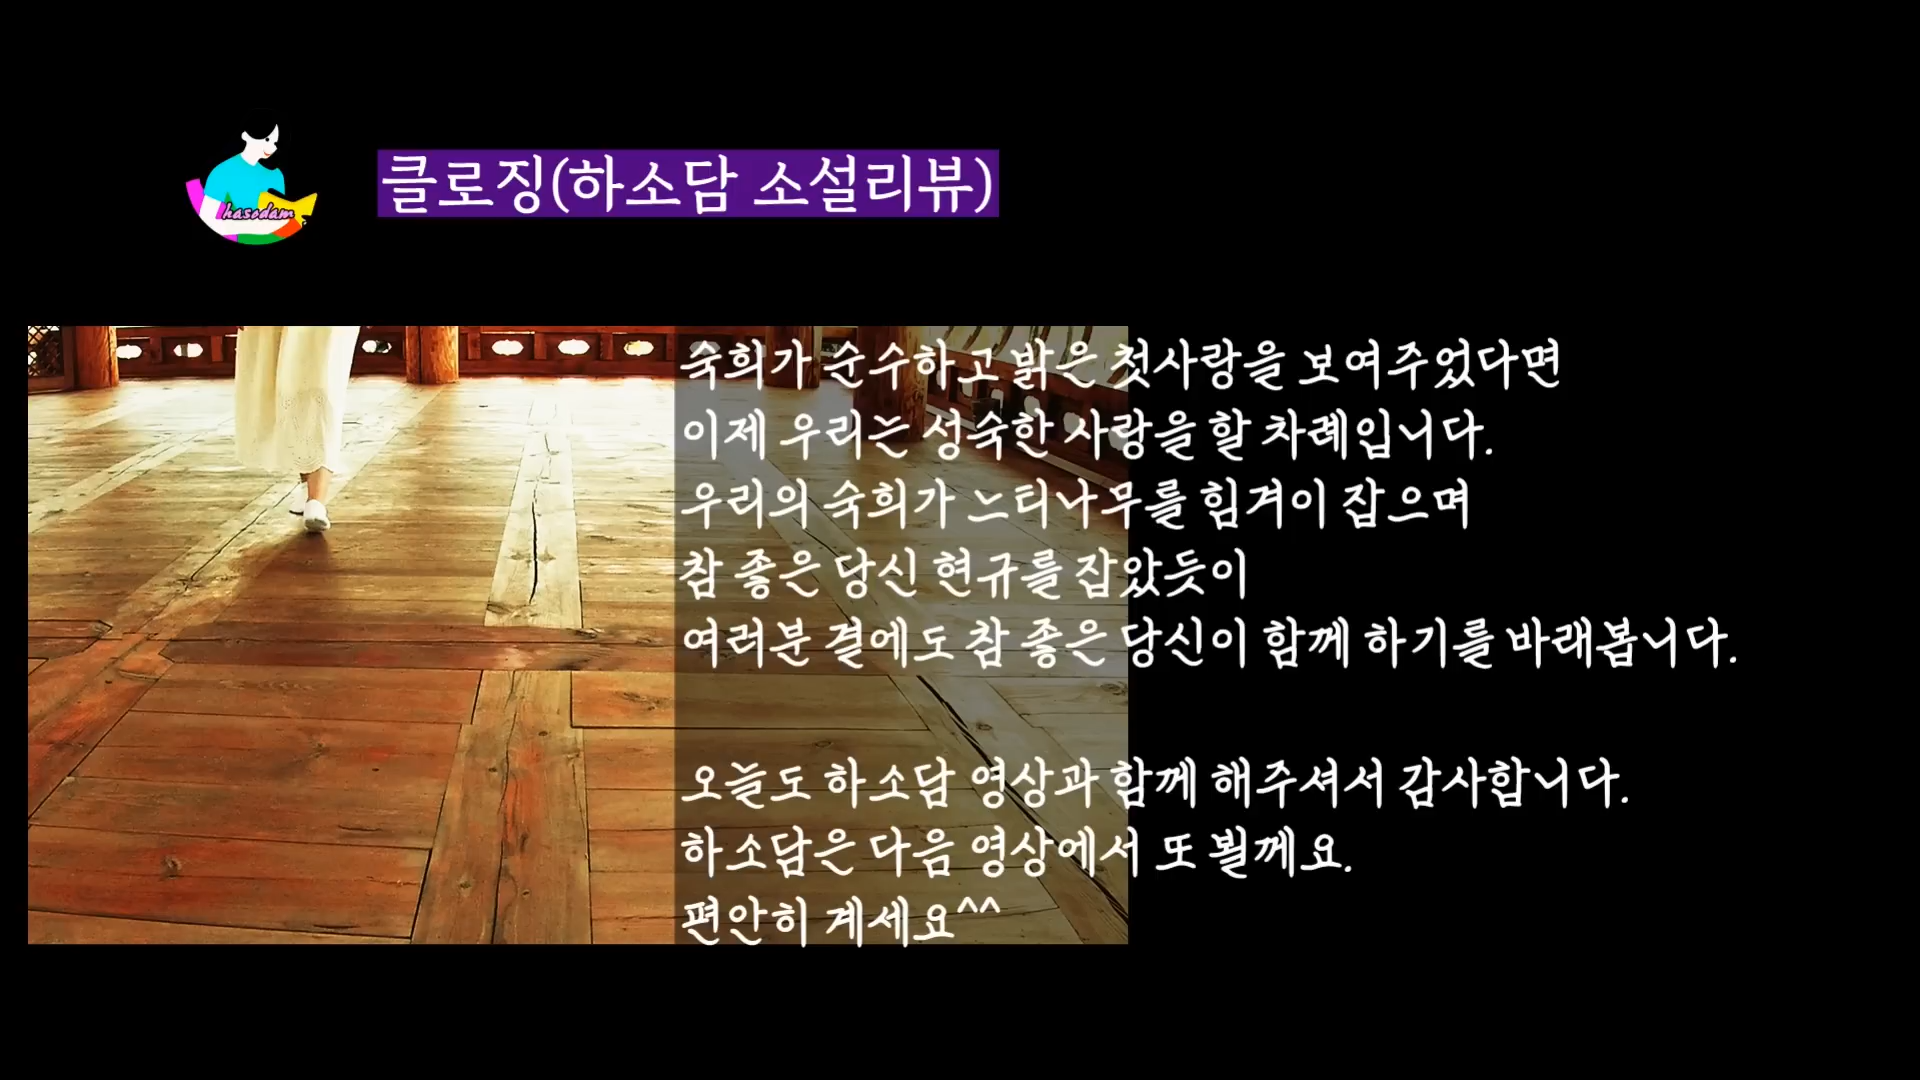 hasodam
클로징(하소담 소설리뷰)
숙희가 순수하고 밝은 첫사랑을 보여주었다면
이제 우리는 성숙한 사랑을 할 차례입니다.
우리의 숙희가 느티나무를 힘겨이 잡으며
참 좋은 당신 현규를 잡았듯이
여러분 곁에도 참 좋은 당신이 함께 하기를 바래봅니다.
오늘도 하소담 영상과 함께 해주셔서 감사합니다.
하소담은 다음 영상에서 또 뵐께요.
편안히 계세요^^